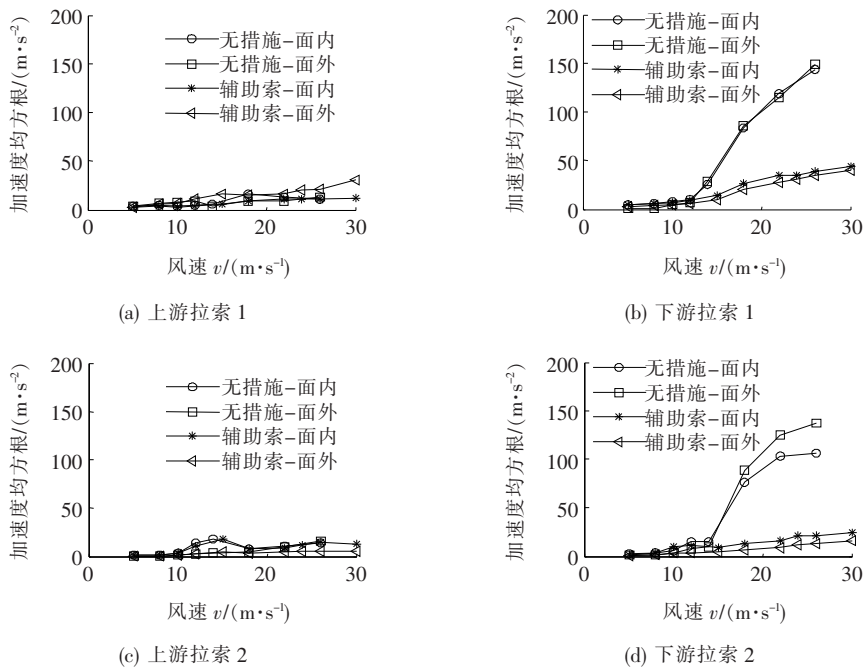 加速度均方根/(m·s⁻²)
200
150
100
50
0
无措施-面内
无措施-面外
辅助索-面内
辅助索-面外
0 10 20 30
风速 v/(m·s⁻¹)
(a) 上游拉索 1
加速度均方根/(m·s⁻²)
200
150
100
50
0
无措施-面内
无措施-面外
辅助索-面内
辅助索-面外
0 10 20 30
风速 v/(m·s⁻¹)
(b) 下游拉索 1
加速度均方根/(m·s⁻²)
200
150
100
50
0
无措施-面内
无措施-面外
辅助索-面内
辅助索-面外
0 10 20 30
风速 v/(m·s⁻¹)
(c) 上游拉索 2
加速度均方根/(m·s⁻²)
200
150
100
50
0
无措施-面内
无措施-面外
辅助索-面内
辅助索-面外
0 10 20 30
风速 v/(m·s⁻¹)
(d) 下游拉索 2